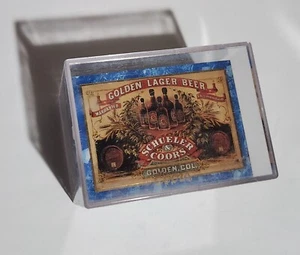 GOLDEN LAGER BEER
SCHUELER
&
COORS
GOLDEN, COL.